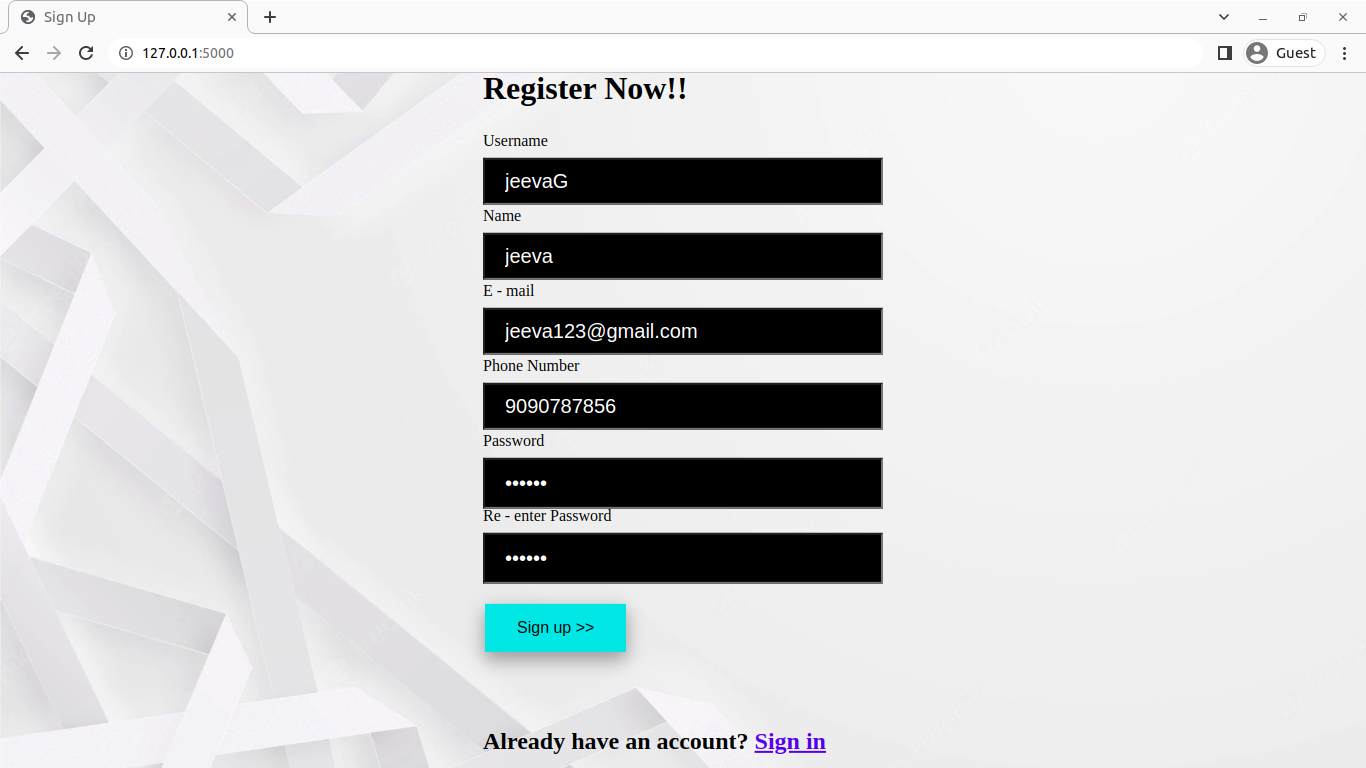 Sign Up
127.0.0.1:5000
Guest
Register Now!!
Username
jeevaG
Name
jeeva
E - mail
jeeva123@gmail.com
Phone Number
9090787856
Password
••••••
Re - enter Password
••••••
Sign up >>
Already have an account? Sign in